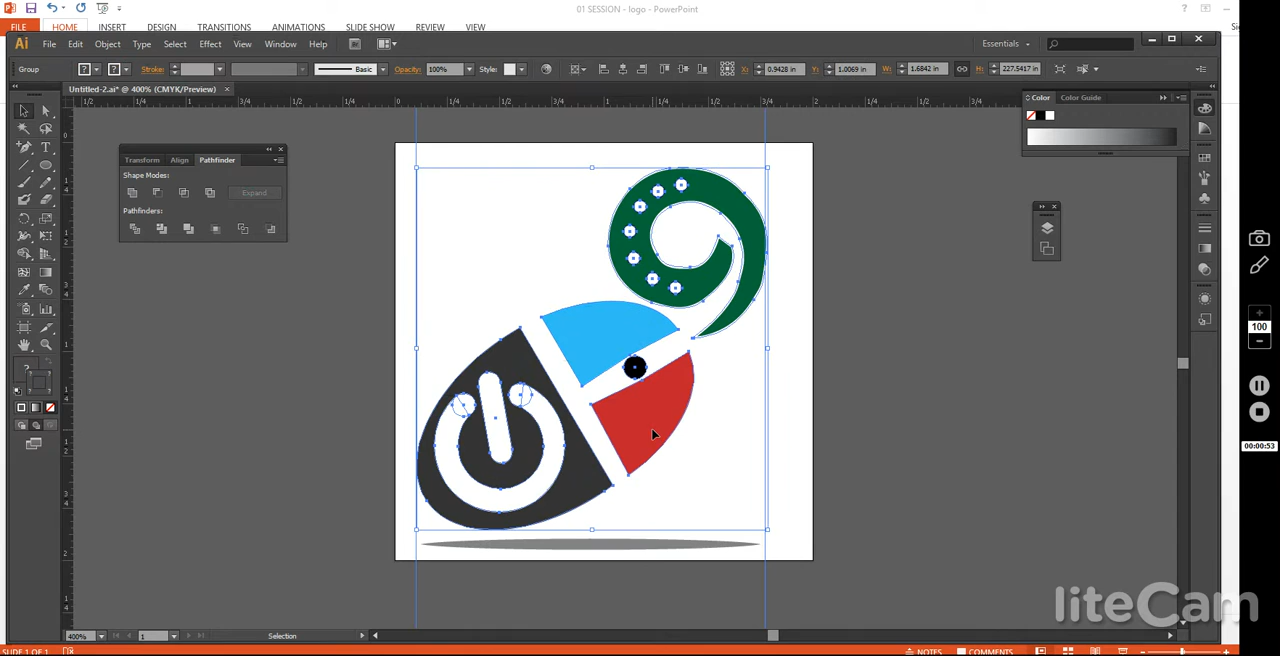 01 SESSION - logo - PowerPoint
FILE HOME INSERT DESIGN TRANSITIONS ANIMATIONS SLIDE SHOW REVIEW VIEW
Ai File Edit Object Type Select Effect View Window Help Essentials
Group Stroke: Basic Opacity: 100% Style: X: 0.9428 in Y: 1.0069 in W: 1.6842 in H: 227.5417 in
Untitled-2.ai* @ 400% (CMYK/Preview)
Color Color Guide
Transform Align Pathfinder
Shape Modes:
Expand
Pathfinders:
100
00:00:53
liteCam
400% 1 Selection
SLIDE 1 OF 1 NOTES COMMENTS